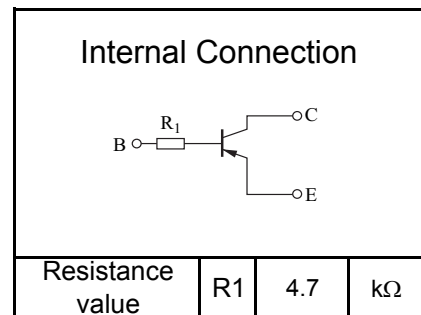 Internal Connection
C
R1
B
E
Resistance value R1 4.7 kΩ